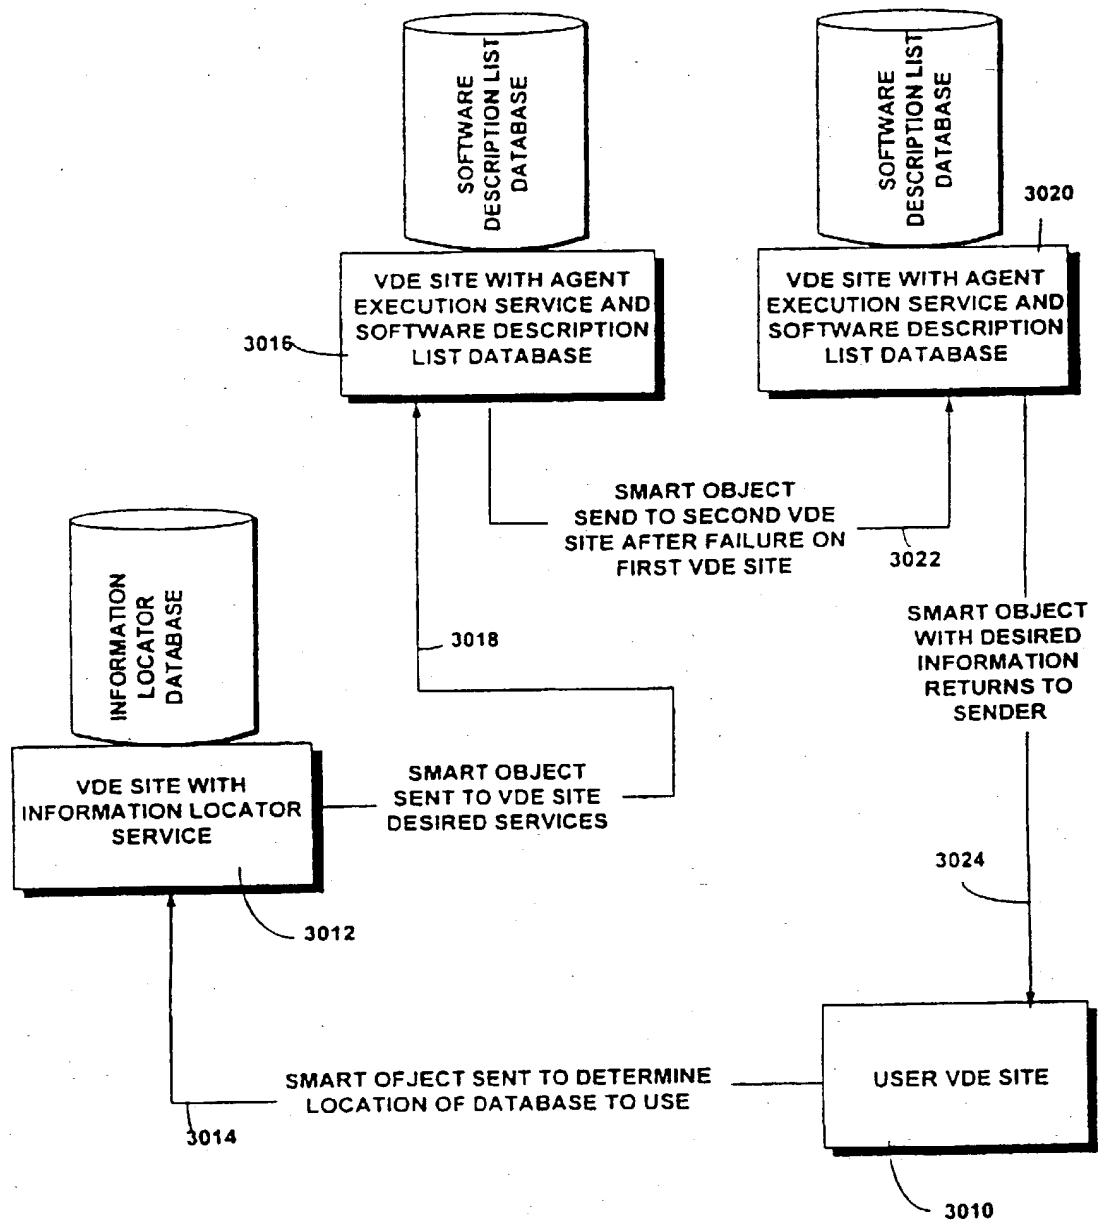 SOFTWARE
DESCRIPTION LIST
DATABASE
SOFTWARE
DESCRIPTION LIST
DATABASE
3020
VDE SITE WITH AGENT
EXECUTION SERVICE AND
SOFTWARE DESCRIPTION
LIST DATABASE
3016
VDE SITE WITH AGENT
EXECUTION SERVICE AND
SOFTWARE DESCRIPTION
LIST DATABASE
SMART OBJECT
SEND TO SECOND VDE
SITE AFTER FAILURE ON
FIRST VDE SITE
3022
INFORMATION
LOCATOR
DATABASE
3018
SMART OBJECT
WITH DESIRED
INFORMATION
RETURNS TO
SENDER
VDE SITE WITH
INFORMATION LOCATOR
SERVICE
SMART OBJECT
SENT TO VDE SITE
DESIRED SERVICES
3024
3012
SMART OFJECT SENT TO DETERMINE
LOCATION OF DATABASE TO USE
3014
USER VDE SITE
3010